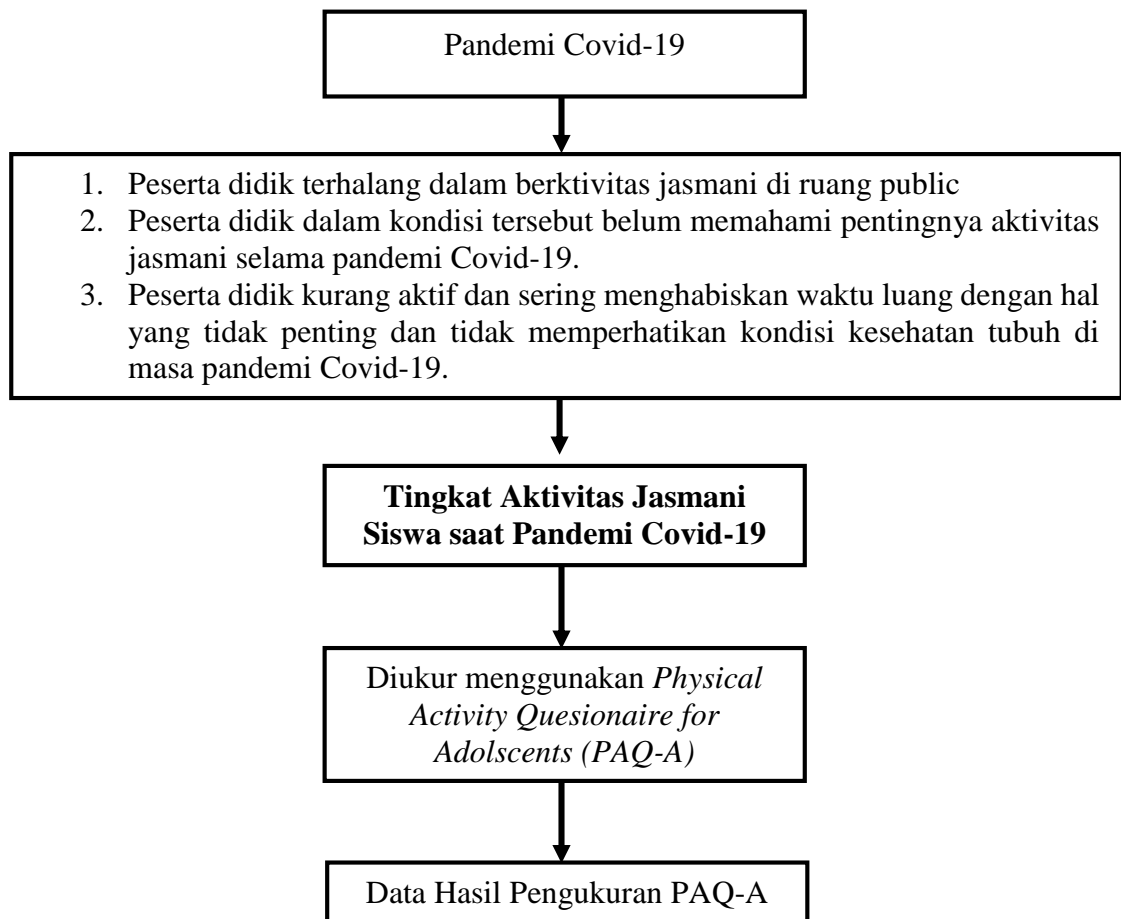 Pandemi Covid-19
1. Peserta didik terhalang dalam berktivitas jasmani di ruang public
2. Peserta didik dalam kondisi tersebut belum memahami pentingnya aktivitas
jasmani selama pandemi Covid-19.
3. Peserta didik kurang aktif dan sering menghabiskan waktu luang dengan hal
yang tidak penting dan tidak memperhatikan kondisi kesehatan tubuh di
masa pandemi Covid-19.
Tingkat Aktivitas Jasmani
Siswa saat Pandemi Covid-19
Diukur menggunakan Physical
Activity Quesionaire for
Adolscents (PAQ-A)
Data Hasil Pengukuran PAQ-A